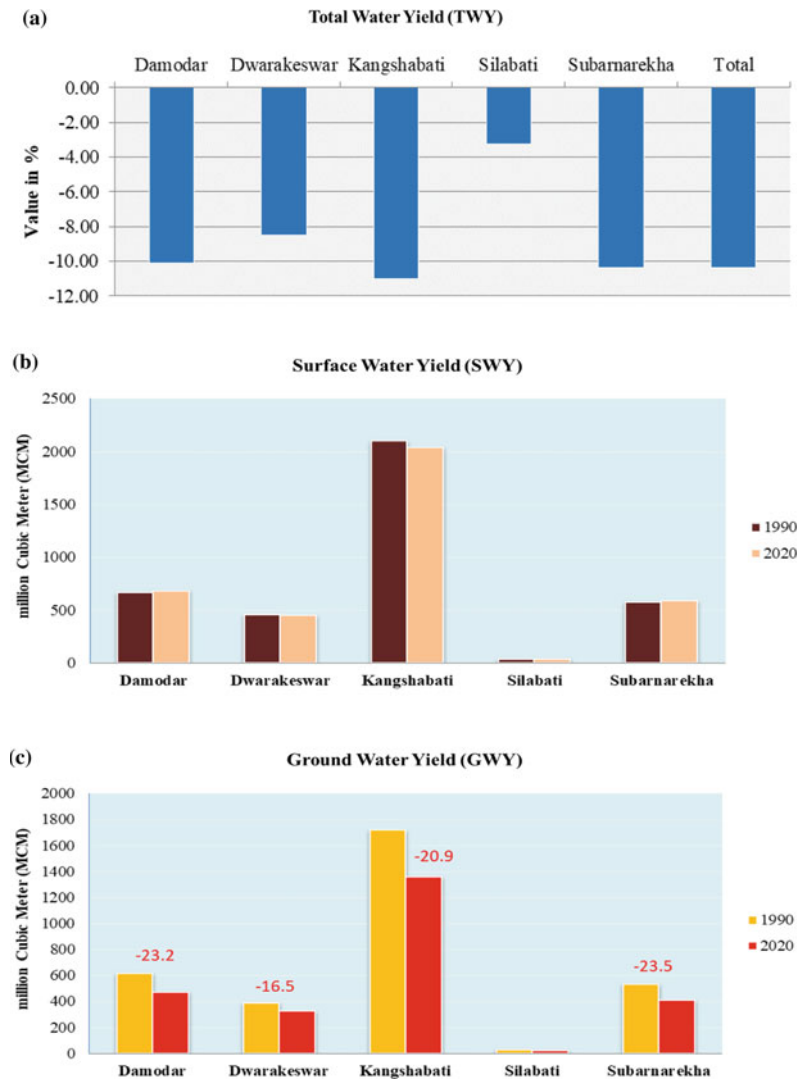 (a)
Total Water Yield (TWY)
Damodar Dwarakeswar Kangshabati Silabati Subarnarekha Total
0.00
-2.00
-4.00
-6.00
-8.00
-10.00
-12.00
Value in %
(b)
Surface Water Yield (SWY)
2500
2000
1500
1000
500
0
million Cubic Meter (MCM)
Damodar Dwarakeswar Kangshabati Silabati Subarnarekha
1990
2020
(c)
Ground Water Yield (GWY)
2000
1800
1600
1400
1200
1000
800
600
400
200
0
million Cubic Meter (MCM)
-23.2
-16.5
-20.9
-23.5
Damodar Dwarakeswar Kangshabati Silabati Subarnarekha
1990
2020